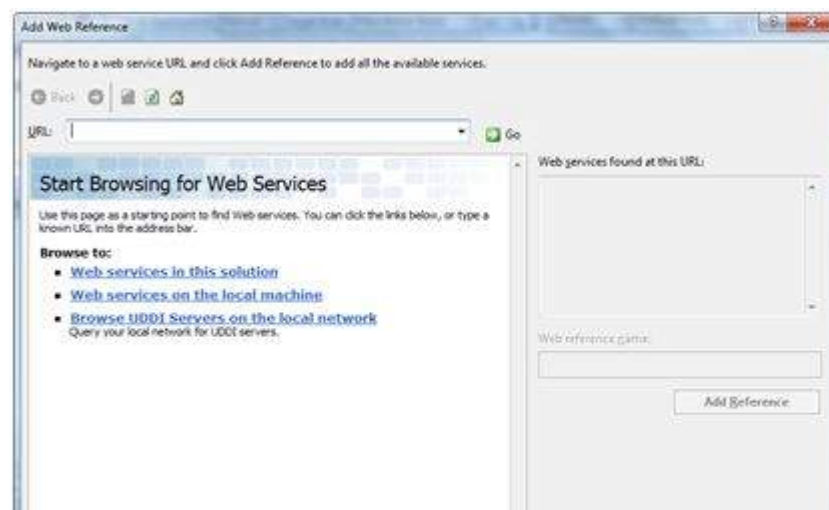 Add Web Reference
Navigate to a web service URL and click Add Reference to add all the available services.
Back
URL:
Go
Start Browsing for Web Services
Use this page as a starting point to find Web services. You can click the links below, or type a
known URL into the address bar.
Browse to:
Web services in this solution
Web services on the local machine
Browse UDDI Servers on the local network
Query your local network for UDDI servers.
Web services found at this URL:
Web reference name:
Add Reference